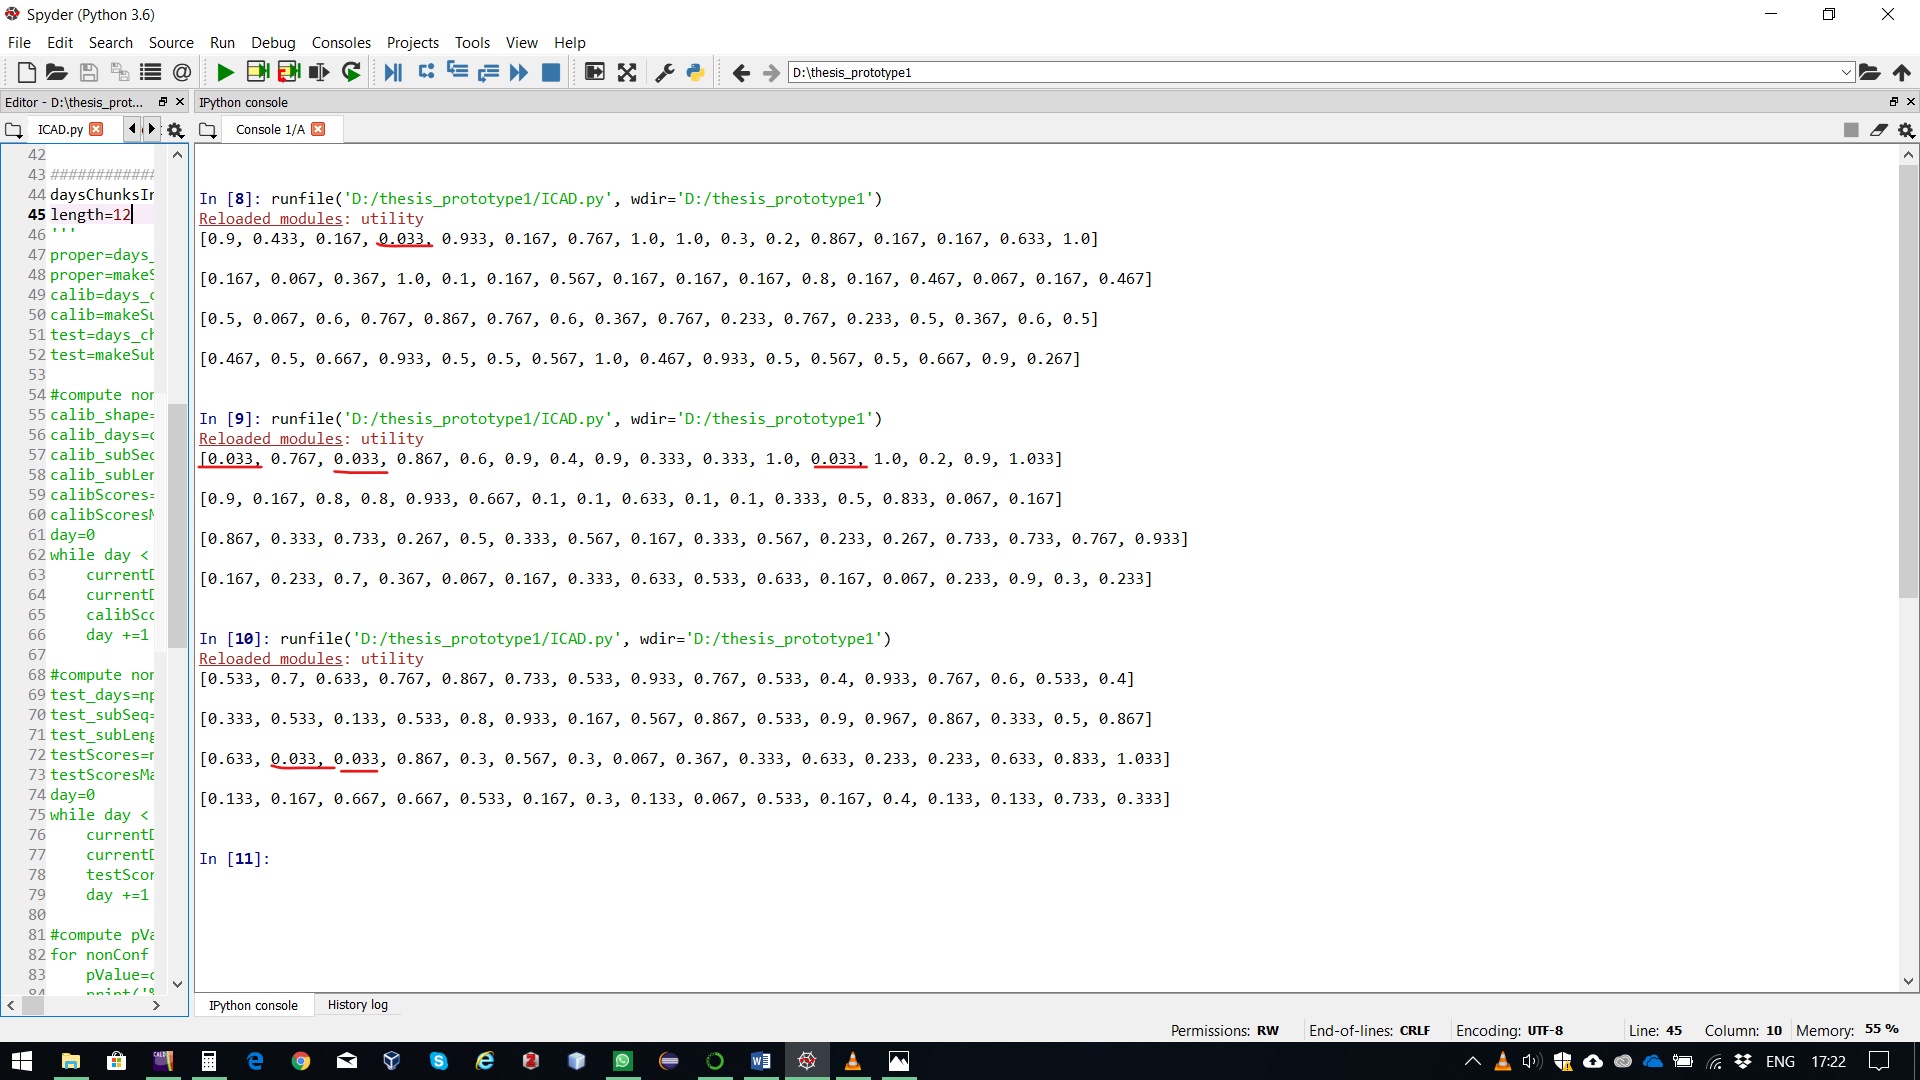 Spyder (Python 3.6)
File Edit Search Source Run Debug Consoles Projects Tools View Help
D:\thesis_prototype1
Editor - D:\thesis_prot...
IPython console
ICAD.py
Console 1/A
42
43 ############
44 daysChunksIn
45 length=12
46 '''
47 proper=days_
48 proper=makeS
49 calib=days_c
50 calib=makeSu
51 test=days_ch
52 test=makeSub
53
54 #compute nor
55 calib_shape=
56 calib_days=c
57 calib_subSec
58 calib_subLer
59 calibScores=
60 calibScoresM
61 day=0
62 while day <
63 currentD
64 currentD
65 calibSco
66 day +=1
67
68 #compute nor
69 test_days=np
70 test_subSeq=
71 test_subLeng
72 testScores=r
73 testScoresMa
74 day=0
75 while day <
76 currentD
77 currentD
78 testScor
79 day +=1
80
81 #compute pVa
82 for nonConf
83 pValue=c
84 print('%
In [8]: runfile('D:/thesis_prototype1/ICAD.py', wdir='D:/thesis_prototype1')
Reloaded modules: utility
[0.9, 0.433, 0.167, 0.033, 0.933, 0.167, 0.767, 1.0, 1.0, 0.3, 0.2, 0.867, 0.167, 0.167, 0.633, 1.0]
[0.167, 0.067, 0.367, 1.0, 0.1, 0.167, 0.567, 0.167, 0.167, 0.167, 0.8, 0.167, 0.467, 0.067, 0.167, 0.467]
[0.5, 0.067, 0.6, 0.767, 0.867, 0.767, 0.6, 0.367, 0.767, 0.233, 0.767, 0.233, 0.5, 0.367, 0.6, 0.5]
[0.467, 0.5, 0.667, 0.933, 0.5, 0.5, 0.567, 1.0, 0.467, 0.933, 0.5, 0.567, 0.5, 0.667, 0.9, 0.267]
In [9]: runfile('D:/thesis_prototype1/ICAD.py', wdir='D:/thesis_prototype1')
Reloaded modules: utility
[0.033, 0.767, 0.033, 0.867, 0.6, 0.9, 0.4, 0.9, 0.333, 0.333, 1.0, 0.033, 1.0, 0.2, 0.9, 1.033]
[0.9, 0.167, 0.8, 0.8, 0.933, 0.667, 0.1, 0.1, 0.633, 0.1, 0.1, 0.333, 0.5, 0.833, 0.067, 0.167]
[0.867, 0.333, 0.733, 0.267, 0.5, 0.333, 0.567, 0.167, 0.333, 0.567, 0.233, 0.267, 0.733, 0.733, 0.767, 0.933]
[0.167, 0.233, 0.7, 0.367, 0.067, 0.167, 0.333, 0.633, 0.533, 0.633, 0.167, 0.067, 0.233, 0.9, 0.3, 0.233]
In [10]: runfile('D:/thesis_prototype1/ICAD.py', wdir='D:/thesis_prototype1')
Reloaded modules: utility
[0.533, 0.7, 0.633, 0.767, 0.867, 0.733, 0.533, 0.933, 0.767, 0.533, 0.4, 0.933, 0.767, 0.6, 0.533, 0.4]
[0.333, 0.533, 0.133, 0.533, 0.8, 0.933, 0.167, 0.567, 0.867, 0.533, 0.9, 0.967, 0.867, 0.333, 0.5, 0.867]
[0.633, 0.033, 0.033, 0.867, 0.3, 0.567, 0.3, 0.067, 0.367, 0.333, 0.633, 0.233, 0.233, 0.633, 0.833, 1.033]
[0.133, 0.167, 0.667, 0.667, 0.533, 0.167, 0.3, 0.133, 0.067, 0.533, 0.167, 0.4, 0.133, 0.133, 0.733, 0.333]
In [11]:
IPython console History log
Permissions: RW End-of-lines: CRLF Encoding: UTF-8 Line: 45 Column: 10 Memory: 55 %
ENG 17:22